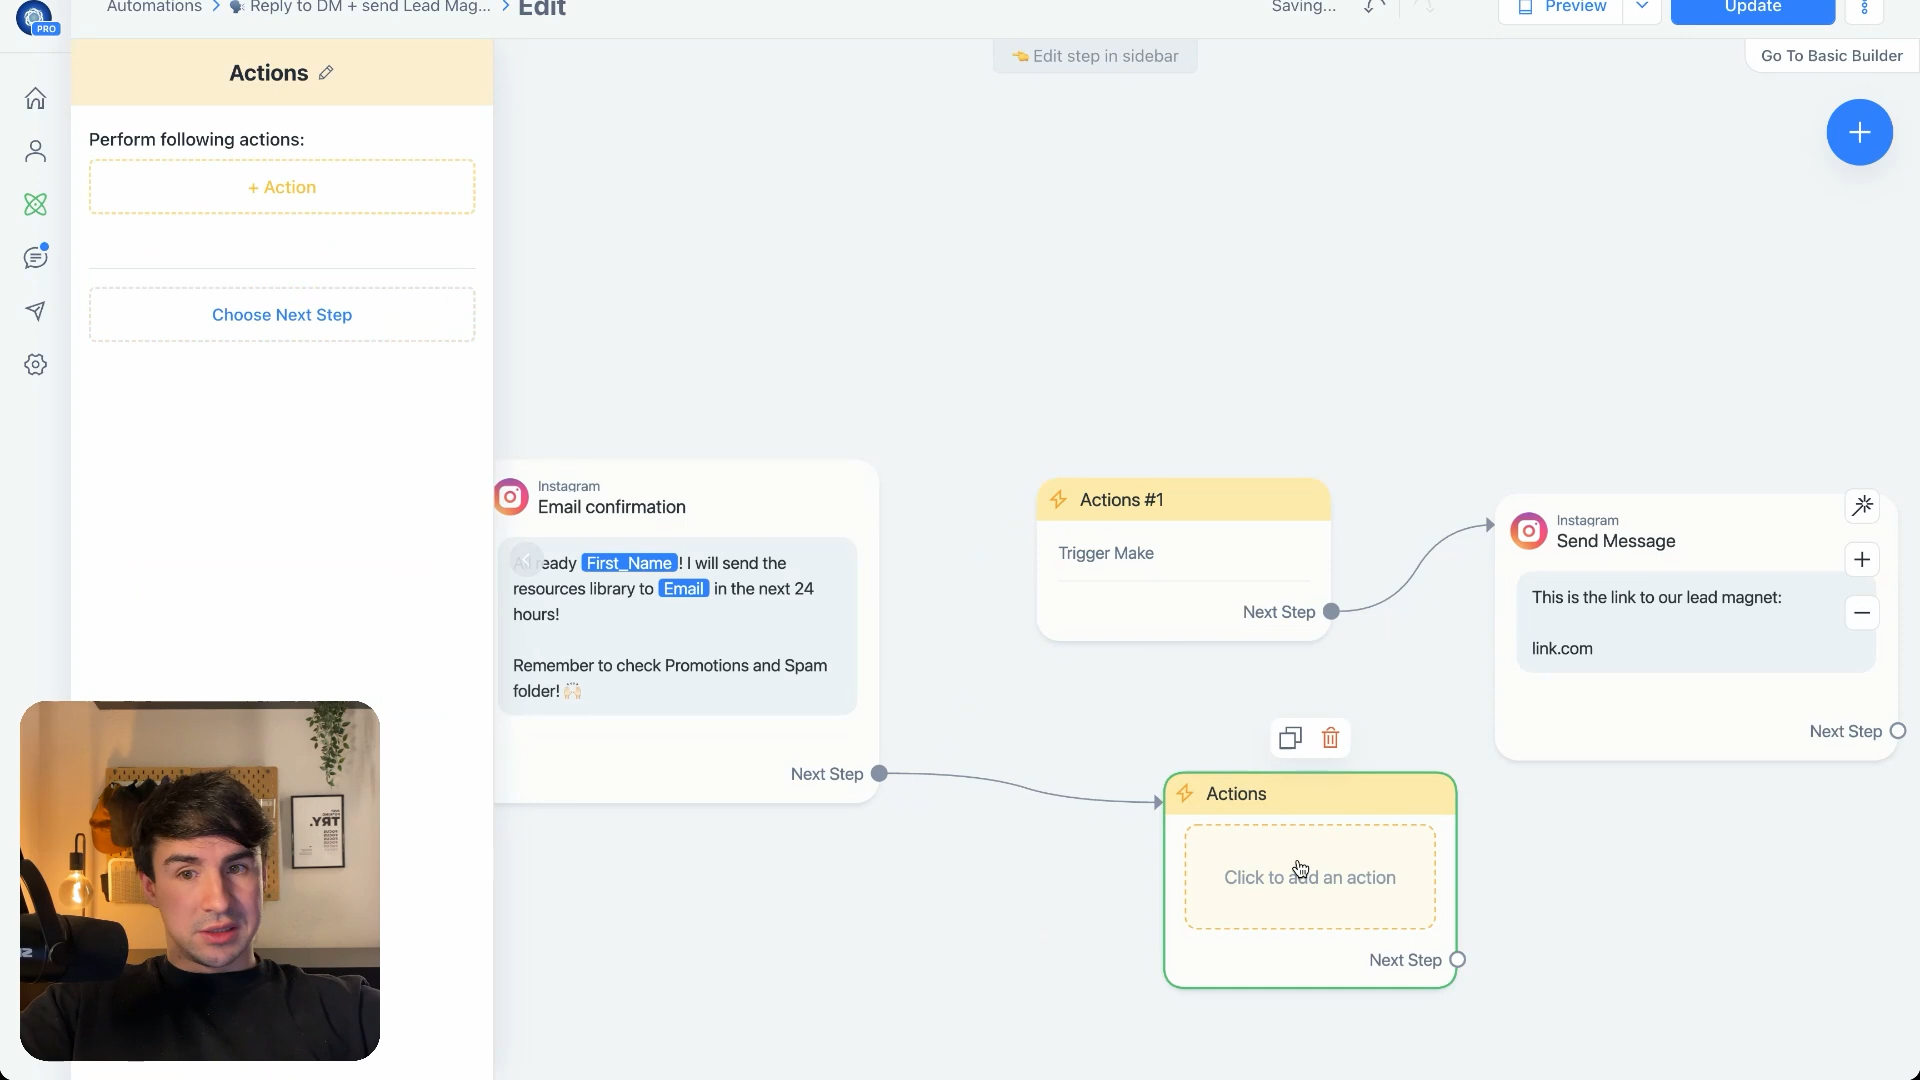 PRO
Automations > 🗣 Reply to DM + send Lead Mag... > Edit
Saving...
Preview
Update
👈 Edit step in sidebar
Go To Basic Builder
Actions
Perform following actions:
+ Action
Choose Next Step
Instagram
Email confirmation
ready First_Name! I will send the
resources library to Email in the next 24
hours!
Remember to check Promotions and Spam
folder! 🙌🏻
Next Step
Actions #1
Trigger Make
Next Step
Instagram
Send Message
This is the link to our lead magnet:
link.com
Next Step
Actions
Click to add an action
Next Step
TRY.